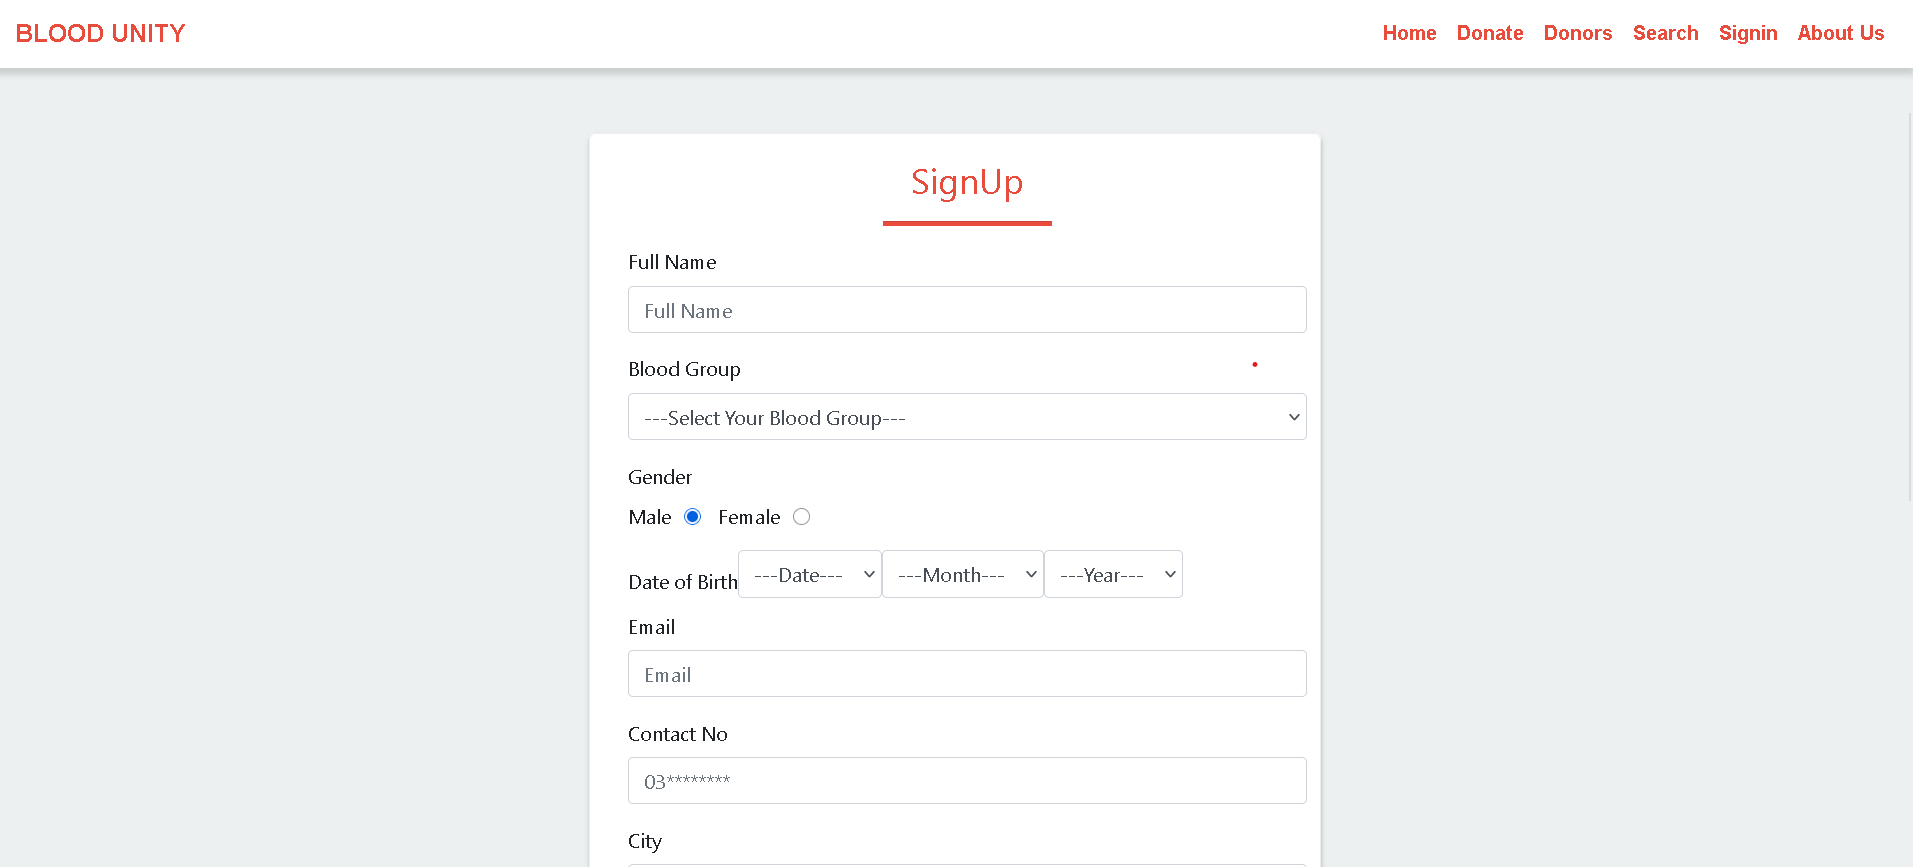 BLOOD UNITY Home Donate Donors Search Signin About Us
SignUp
Full Name
Full Name
Blood Group
---Select Your Blood Group---
Gender
Male Female
Date of Birth ---Date--- ---Month--- ---Year---
Email
Email
Contact No
03********
City